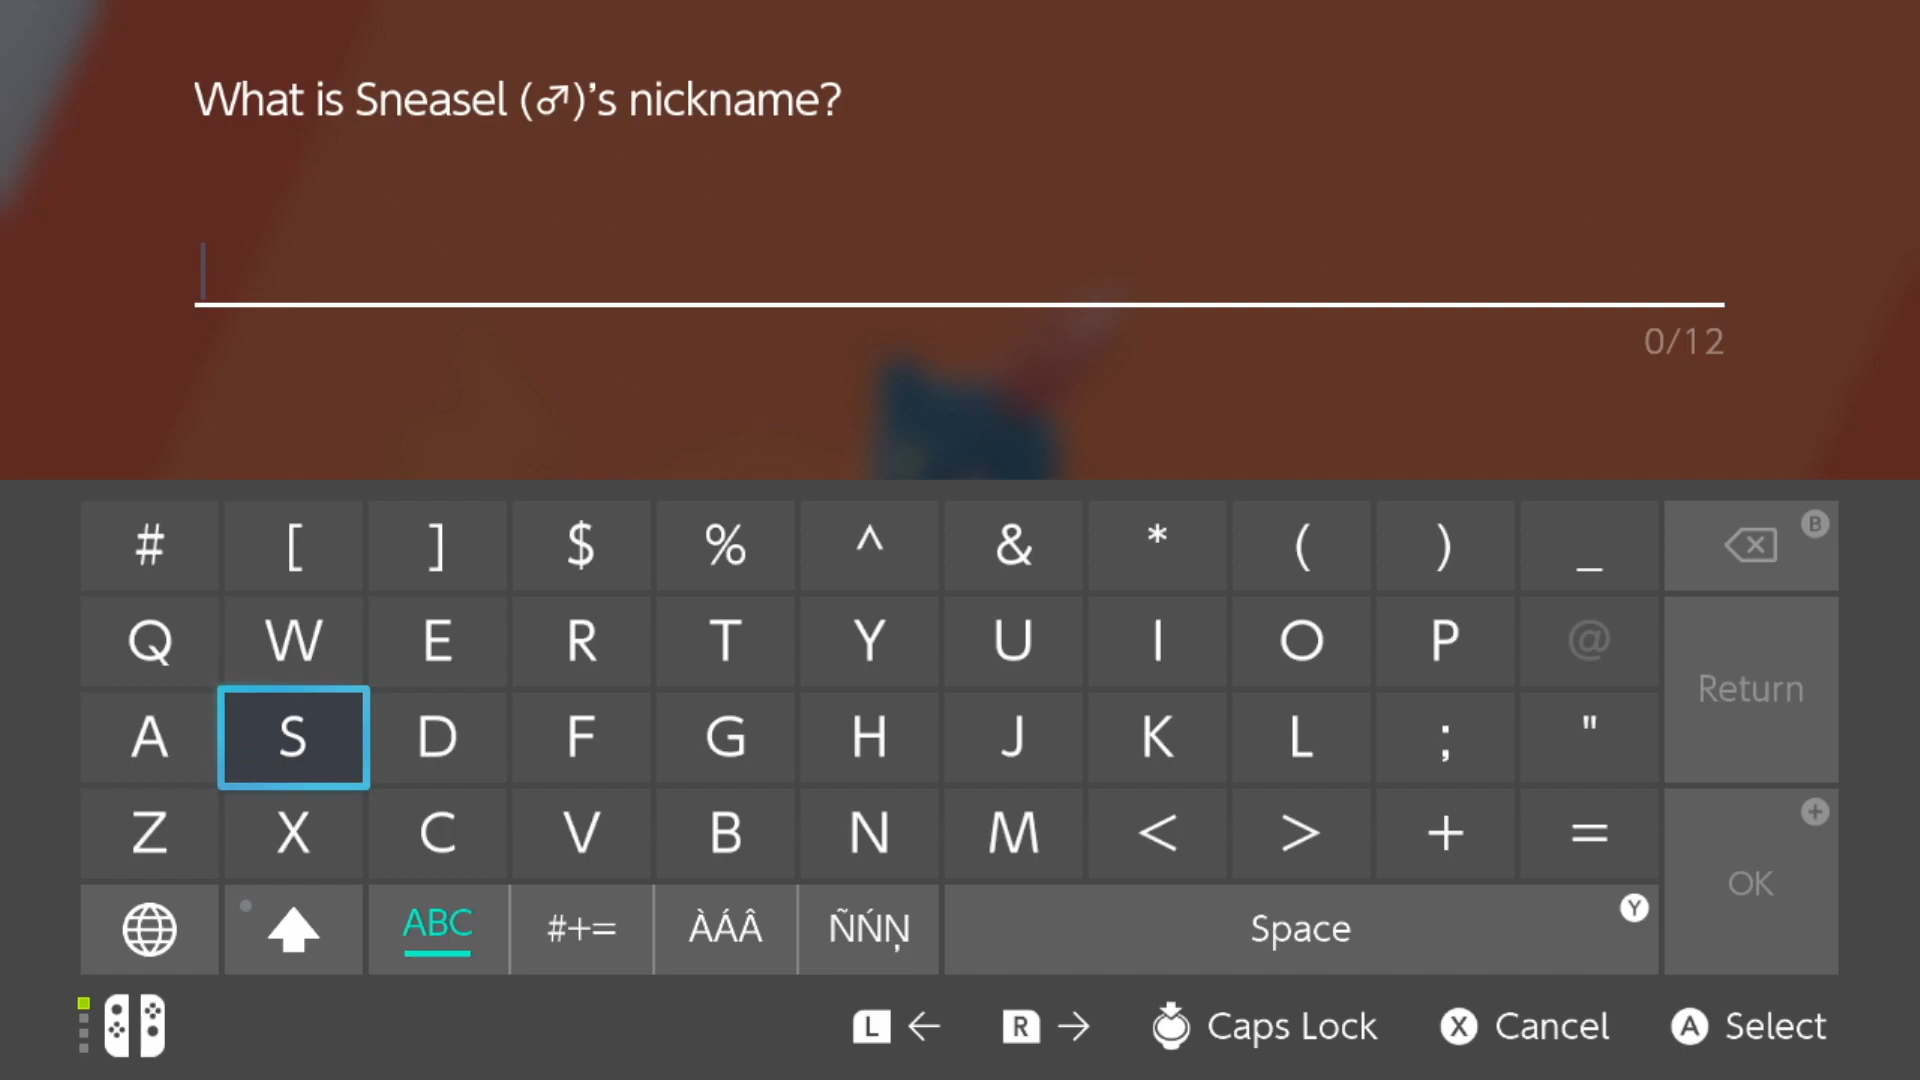 What is Sneasel (♂)’s nickname?
0/12
# [ ] $ % ^ & * ( ) _ B
Q W E R T Y U I O P @ Return
A S D F G H J K L ; "
Z X C V B N M < > + = OK
ABC #+= ÀÁÂ ÑŃŅ Space Y
L ← R → Caps Lock X Cancel A Select